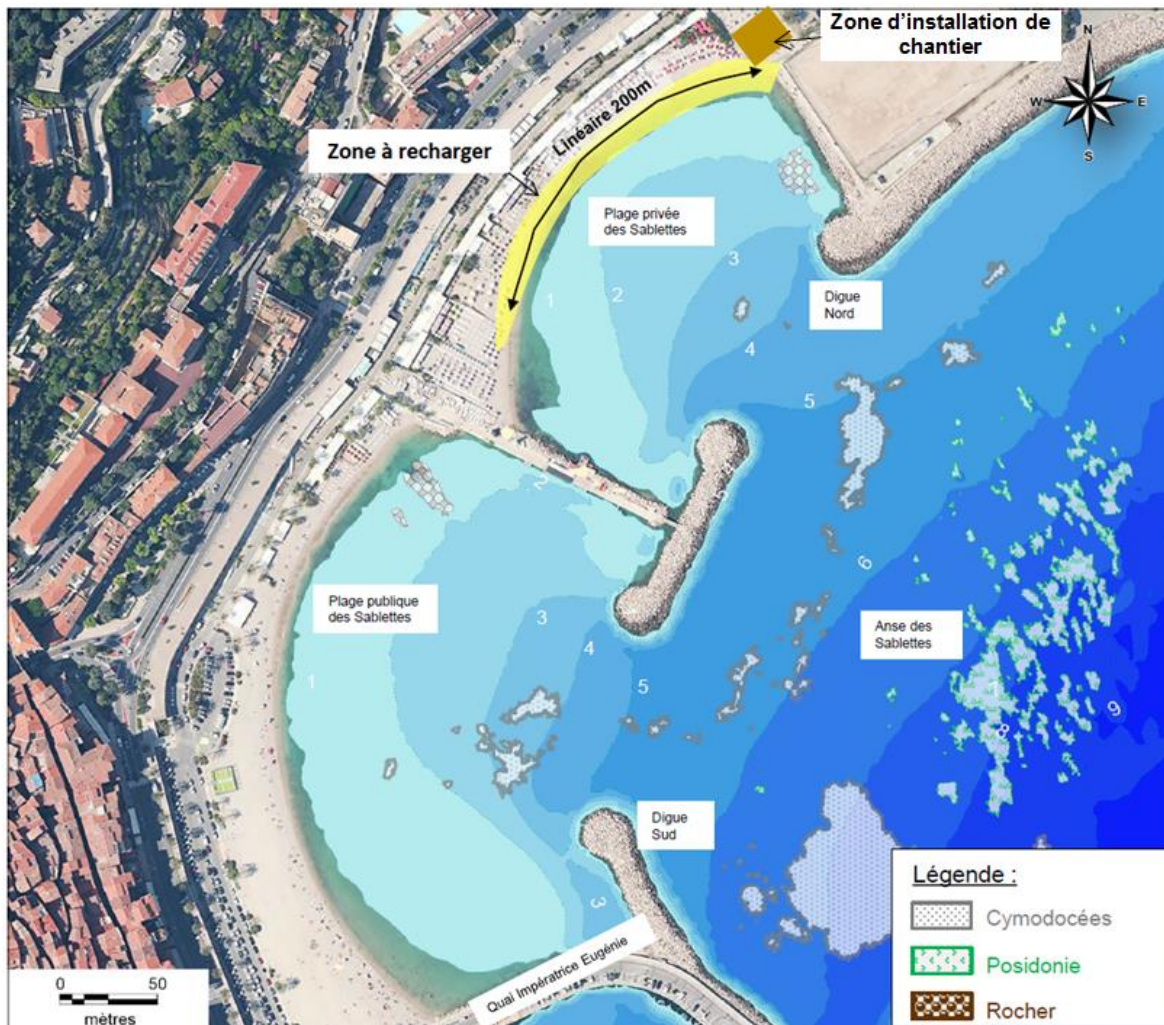 Zone d’installation de
chantier
N
W
E
S
Linéaire 200m
Zone à recharger
Plage privée
des Sablettes
3
2
1
Digue
Nord
4
5
2
Plage publique
des Sablettes
6
Anse des
Sablettes
3
4
5
1
9
8
Digue
Sud
3
Quai Impératrice Eugénie
Légende :
Cymodocées
Posidonie
Rocher
0
50
mètres